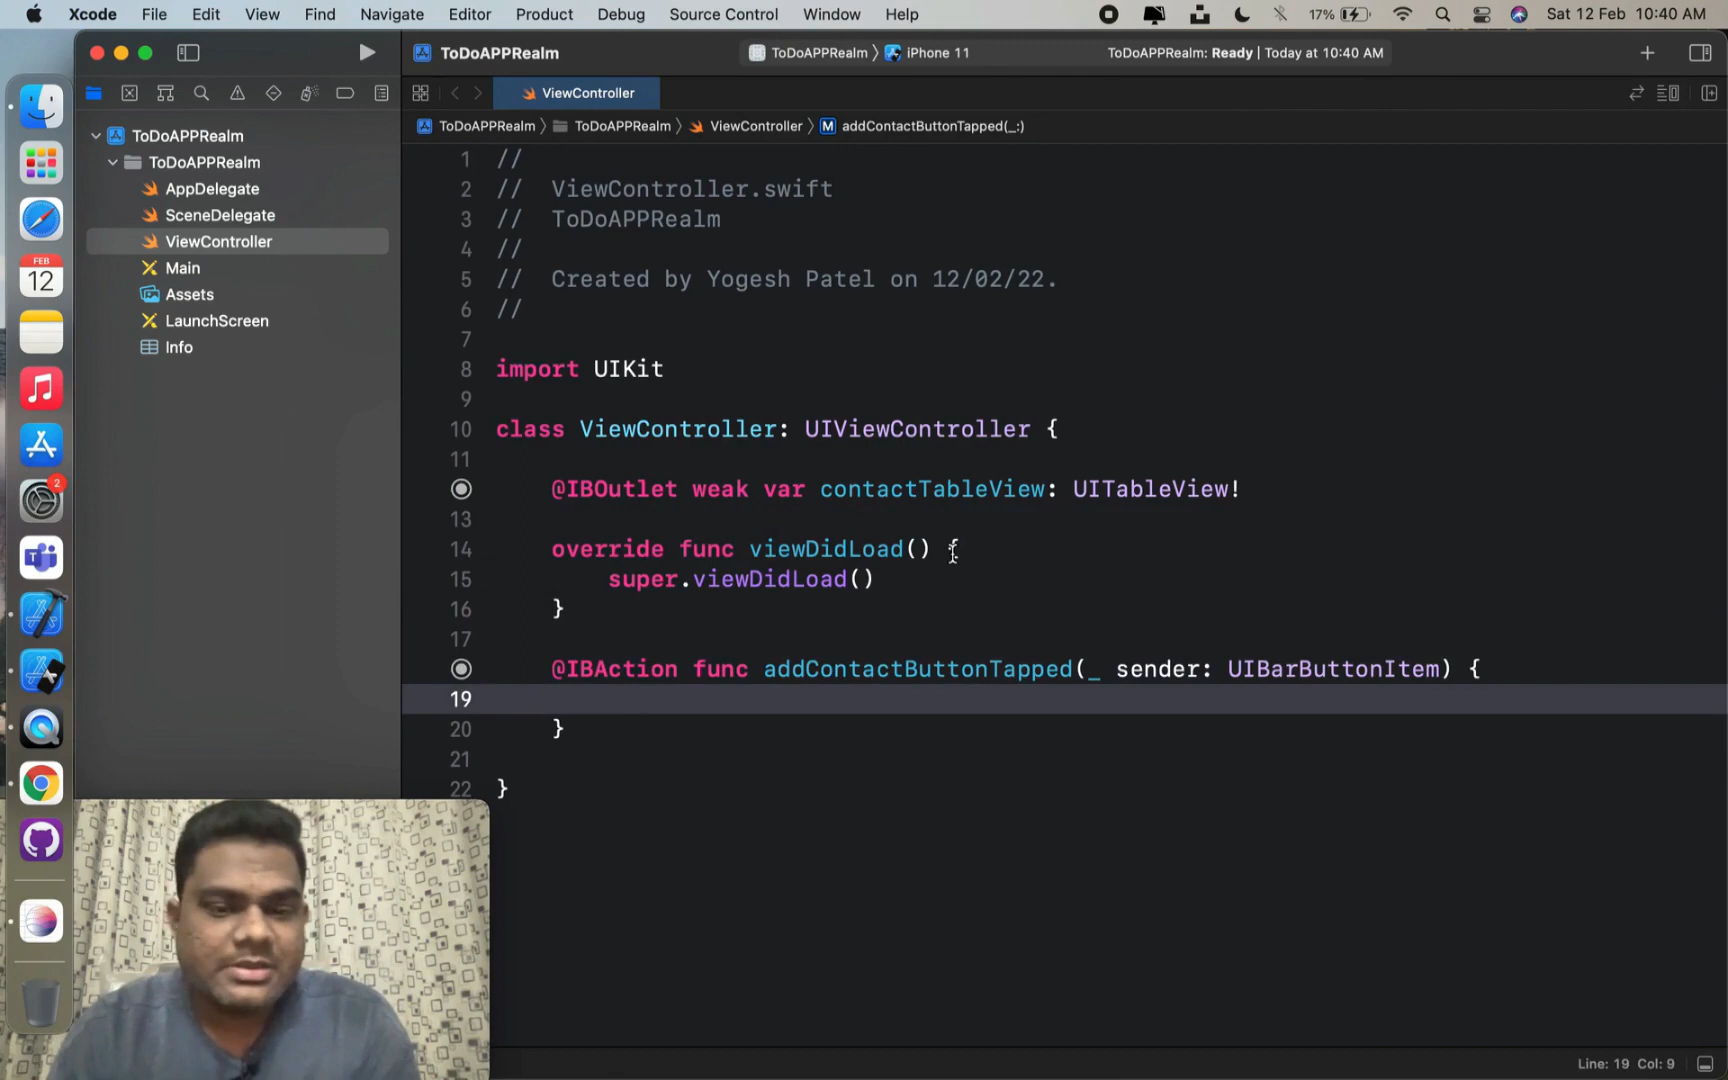 Xcode File Edit View Find Navigate Editor Product Debug Source Control Window Help 17% Sat 12 Feb 10:40 AM
ToDoAPPRealm ToDoAPPRealm iPhone 11 ToDoAPPRealm: Ready | Today at 10:40 AM
ViewController
ToDoAPPRealm ToDoAPPRealm ViewController M addContactButtonTapped(_:)
ToDoAPPRealm
ToDoAPPRealm
AppDelegate
SceneDelegate
ViewController
Main
Assets
LaunchScreen
Info
FEB
12
2
1 //
2 // ViewController.swift
3 // ToDoAPPRealm
4 //
5 // Created by Yogesh Patel on 12/02/22.
6 //
7
8 import UIKit
9
10 class ViewController: UIViewController {
11
@IBOutlet weak var contactTableView: UITableView!
13
14 override func viewDidLoad() {
15 super.viewDidLoad()
16 }
17
@IBAction func addContactButtonTapped(_ sender: UIBarButtonItem) {
19
20 }
21
22 }
Line: 19 Col: 9